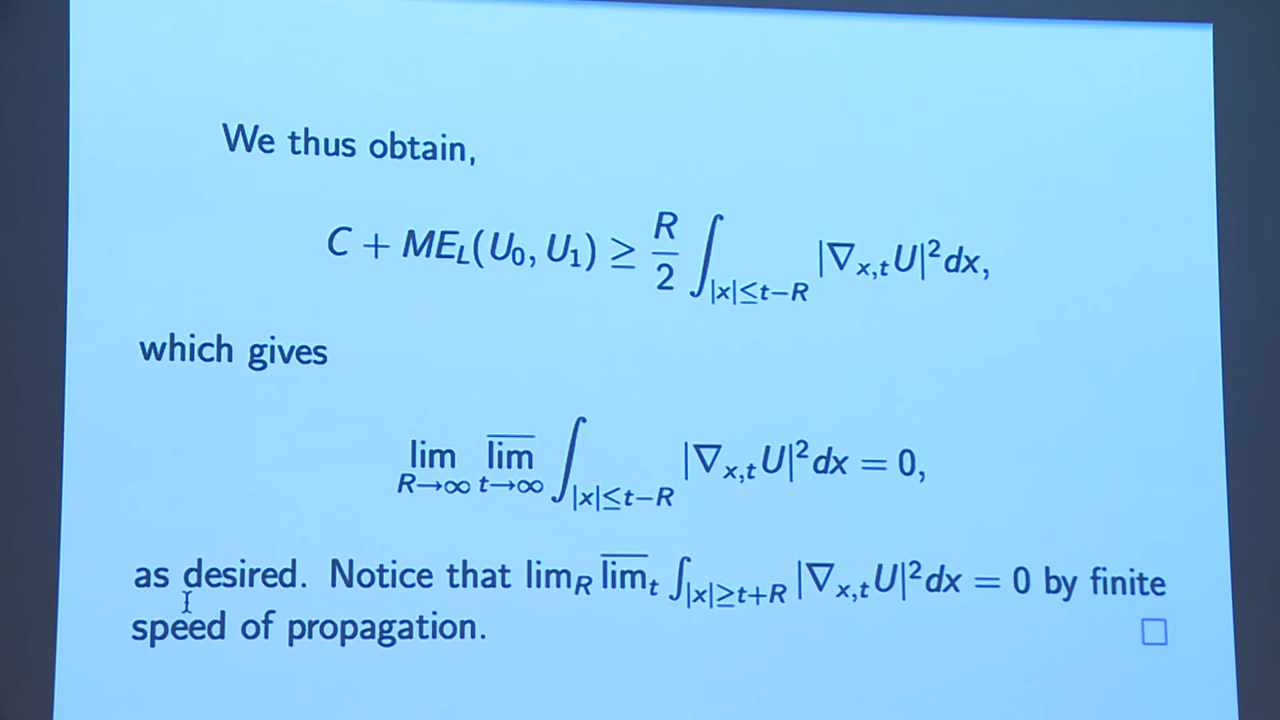 We thus obtain,
C + ME_L(U_0, U_1) ≥ \frac{R}{2} ∫_{|x|≤t−R} |∇_{x,t}U|^2 dx,
which gives
\lim_{R→∞} \overline{\lim}_{t→∞} ∫_{|x|≤t−R} |∇_{x,t}U|^2 dx = 0,
as desired. Notice that lim_R \overline{lim}_t ∫_{|x|≥t+R} |∇_{x,t}U|^2 dx = 0 by finite
speed of propagation. □